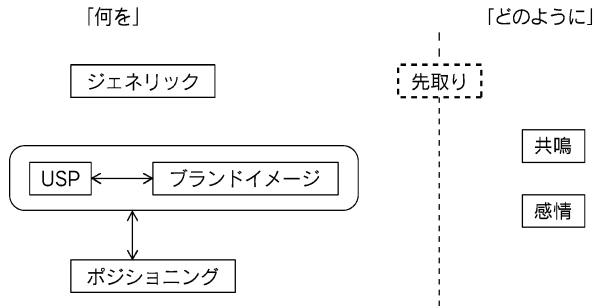 「何を」
「どのように」
ジェネリック
先取り
共鳴
USP
ブランドイメージ
感情
ポジショニング